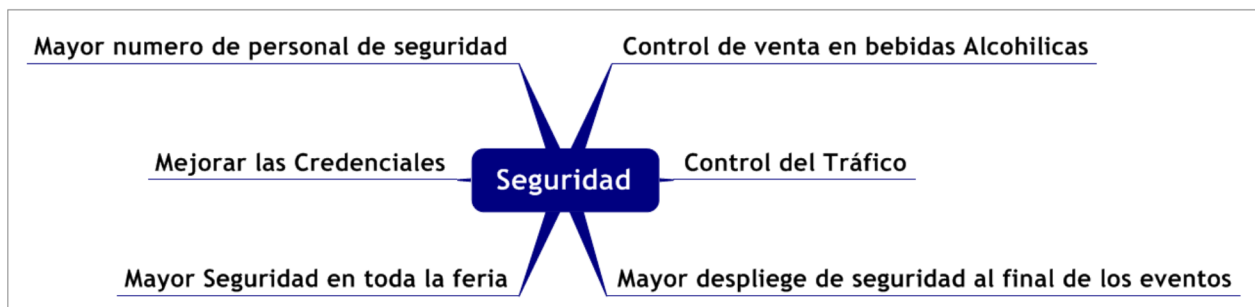 Mayor numero de personal de seguridad
Control de venta en bebidas Alcohilicas
Mejorar las Credenciales
Seguridad
Control del Tráfico
Mayor Seguridad en toda la feria
Mayor despliege de seguridad al final de los eventos